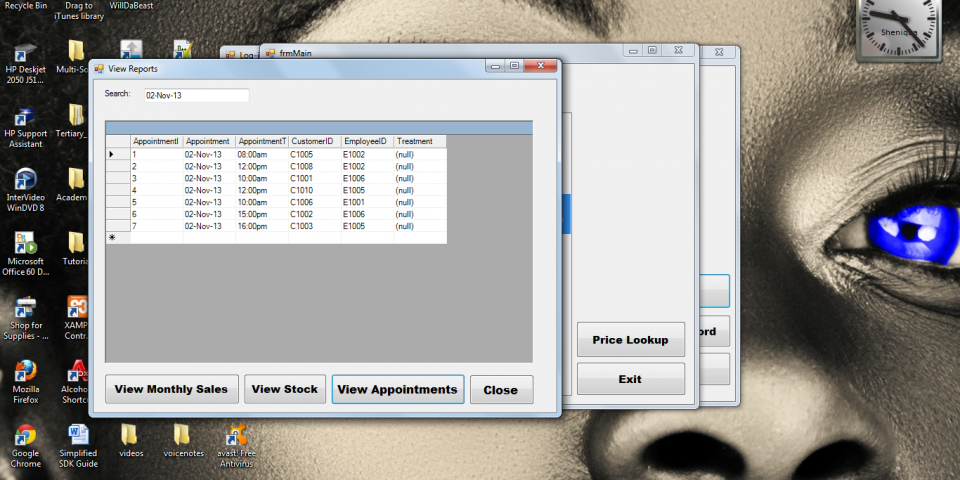 Recycle Bin
Drag to
iTunes library
WillDaBeast
HP Deskjet
2050 J51...
Multi-Sc
HP Support
Assistant
Tertiary_
InterVideo
WinDVD 8
Academ
Microsoft
Office 60 D...
Tutoria
Shop for
Supplies - ...
XAMP
Contr.
Mozilla
Firefox
Alcoho
Shortc
Google
Chrome
Simplified
SDK Guide
videos
voicenotes
avast! Free
Antivirus
Log-i
frmMain
View Reports
Search:
02-Nov-13
AppointmentI Appointment AppointmentT CustomerID EmployeeID Treatment
1 02-Nov-13 08:00am C1005 E1002 (null)
2 02-Nov-13 12:00pm C1008 E1002 (null)
3 02-Nov-13 10:00am C1001 E1006 (null)
4 02-Nov-13 12:00pm C1010 E1005 (null)
5 02-Nov-13 10:00am C1006 E1001 (null)
6 02-Nov-13 15:00pm C1002 E1006 (null)
7 02-Nov-13 16:00pm C1003 E1005 (null)
View Monthly Sales
View Stock
View Appointments
Close
Price Lookup
Exit
ord